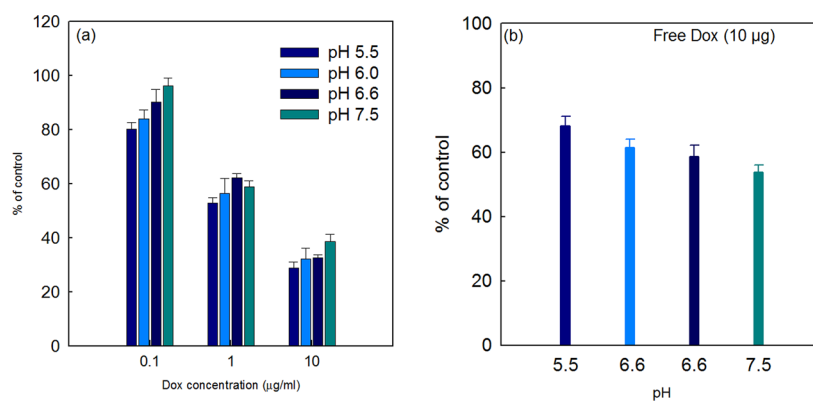 (a)
pH 5.5
pH 6.0
pH 6.6
pH 7.5
120
100
80
60
40
20
0
% of control
0.1 1 10
Dox concentration (µg/ml)
(b) Free Dox (10 µg)
100
80
60
40
20
0
% of control
5.5 6.6 6.6 7.5
pH